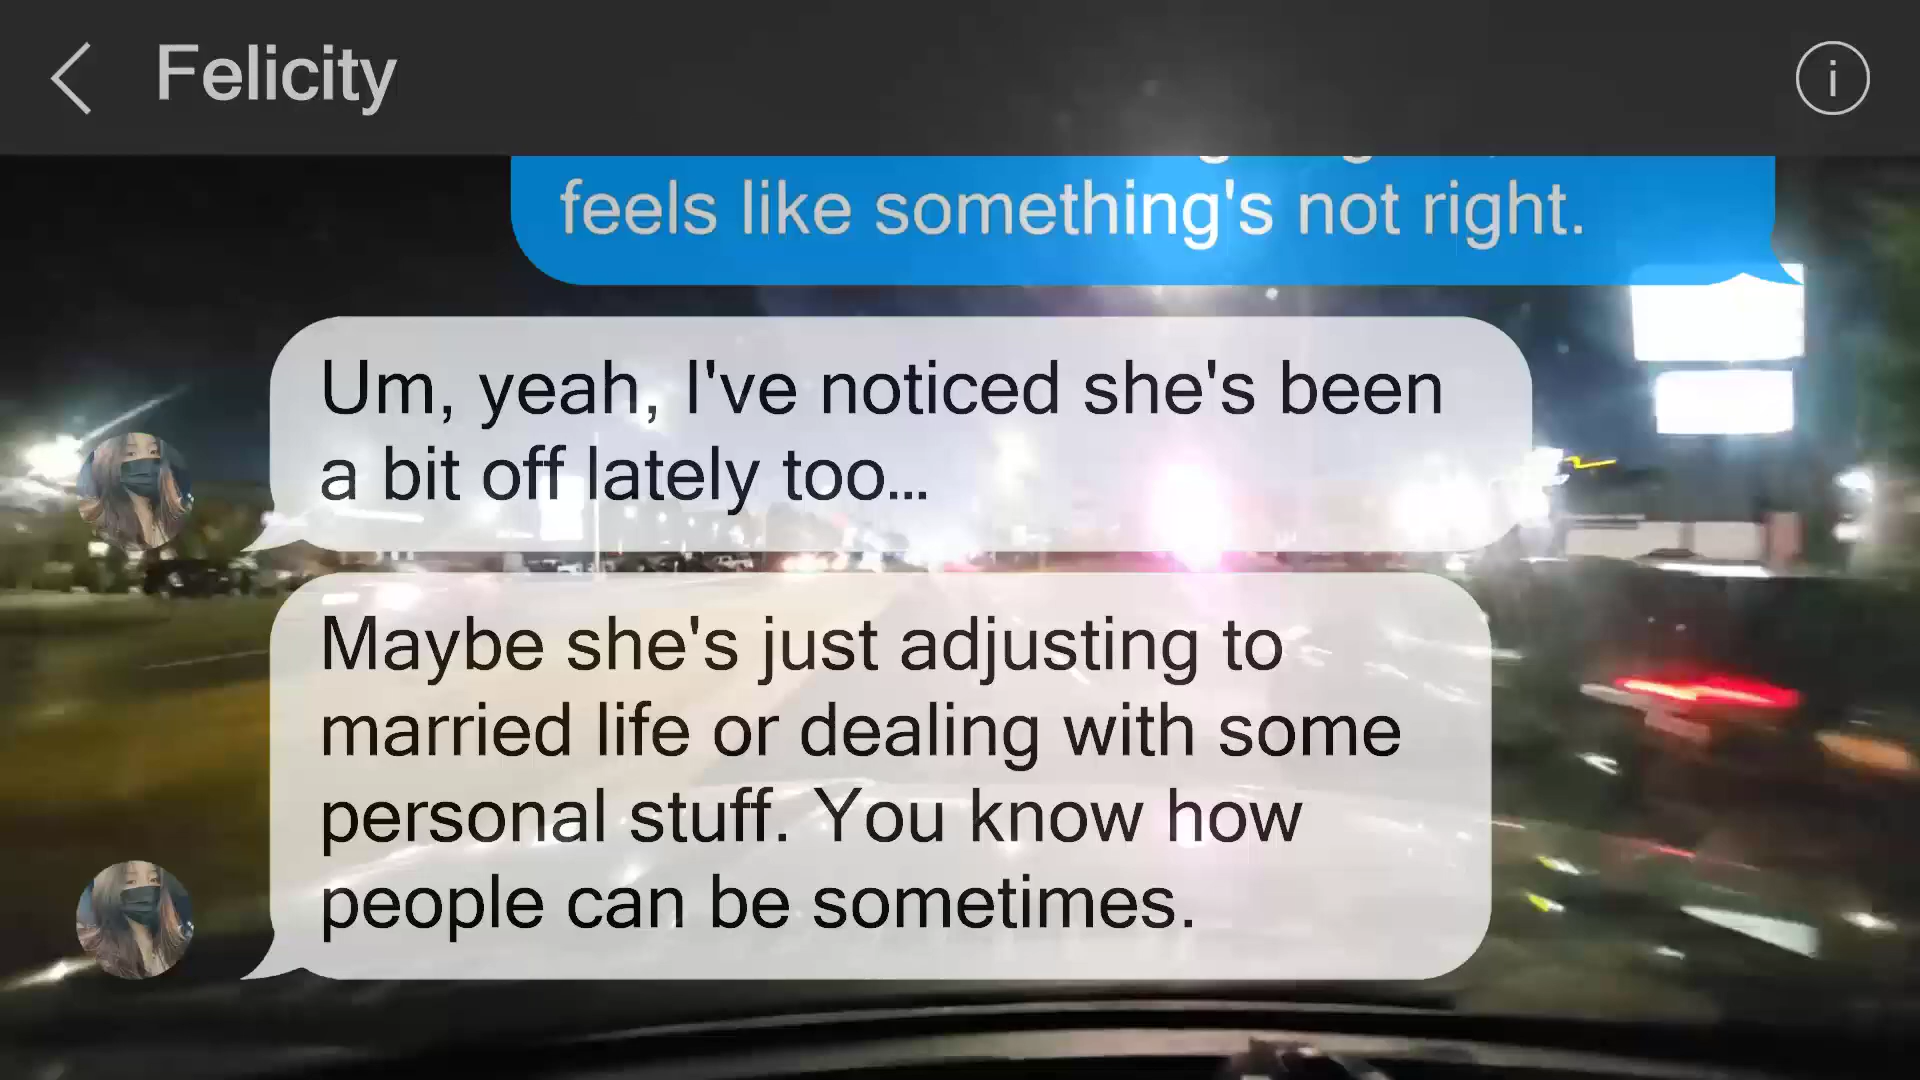 Felicity
feels like something's not right.
Um, yeah, I've noticed she's been
a bit off lately too...
Maybe she's just adjusting to
married life or dealing with some
personal stuff. You know how
people can be sometimes.